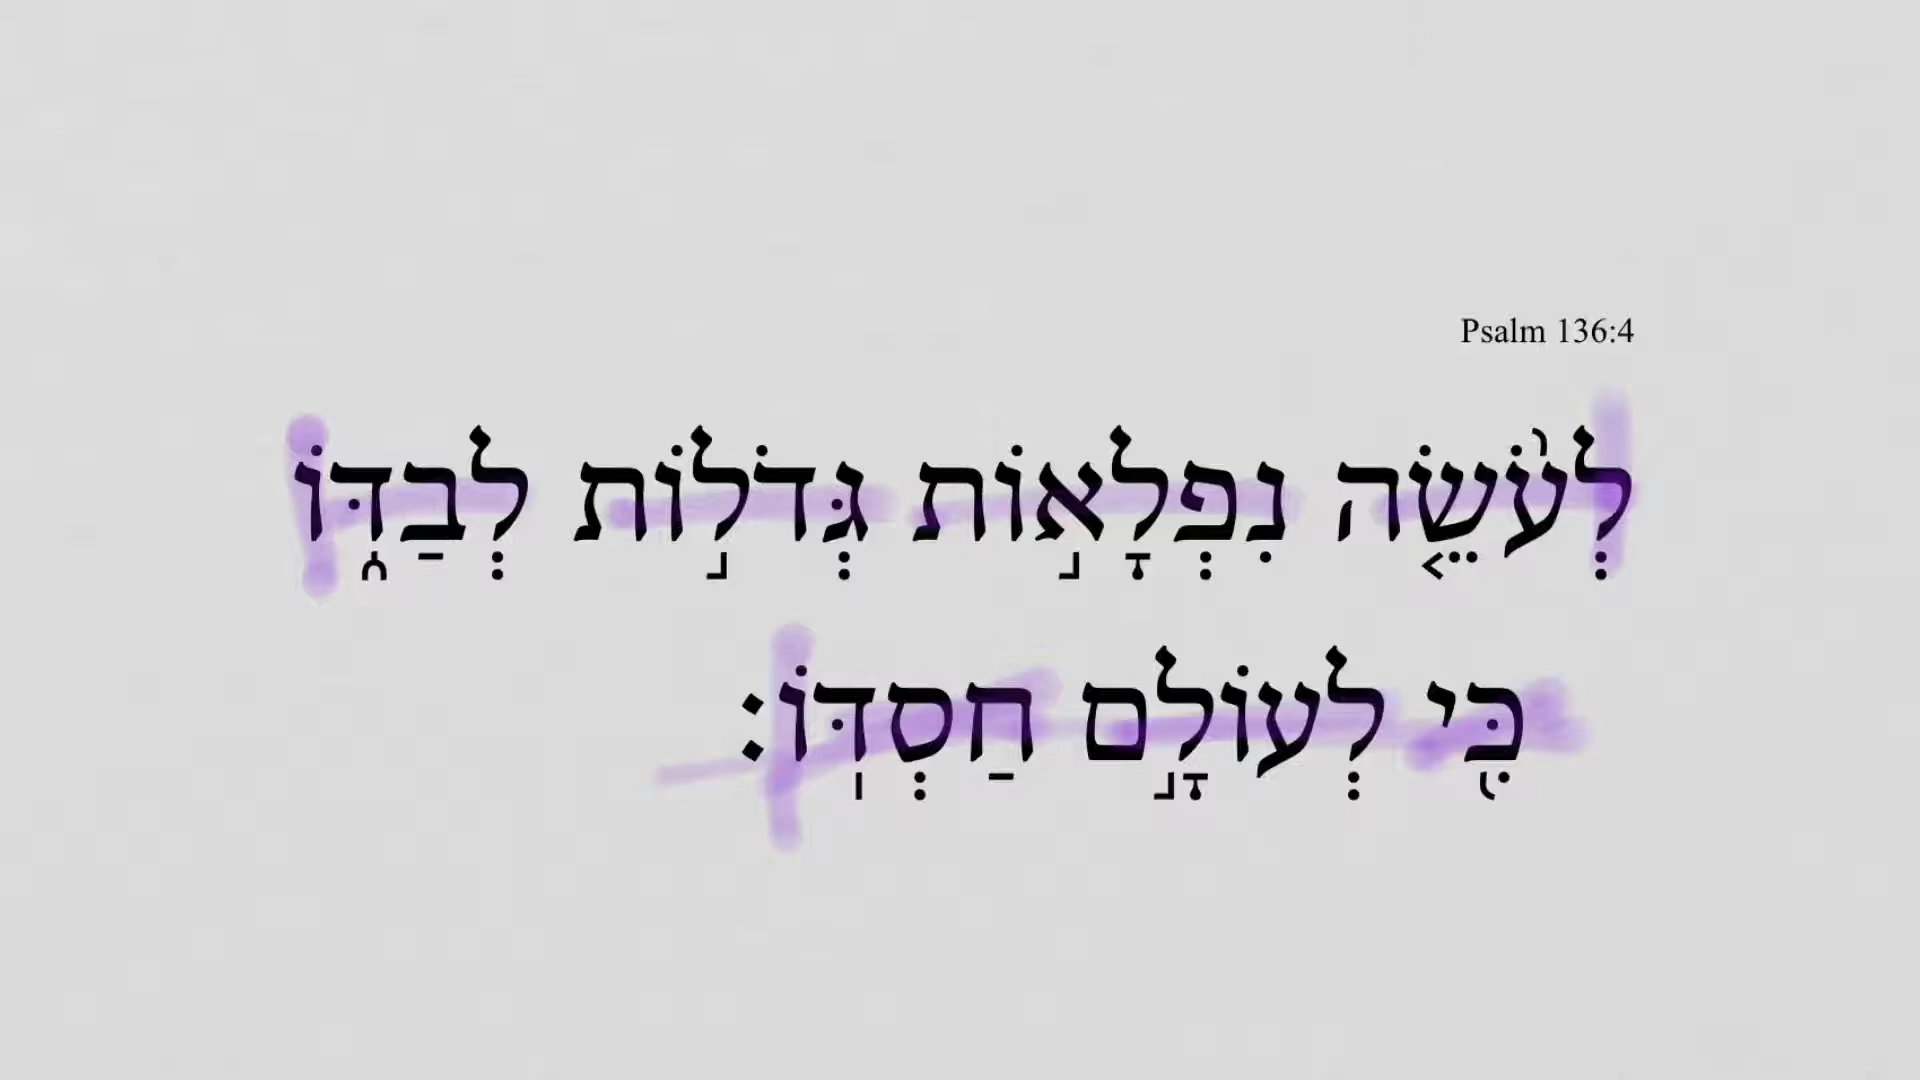 Psalm 136:4
לְעֹ֘שֵׂ֤ה נִפְלָא֣וֹת גְּדֹל֣וֹת לְבַדּ֑וֹ
כִּ֖י לְעוֹלָ֣ם חַסְדּֽוֹ׃